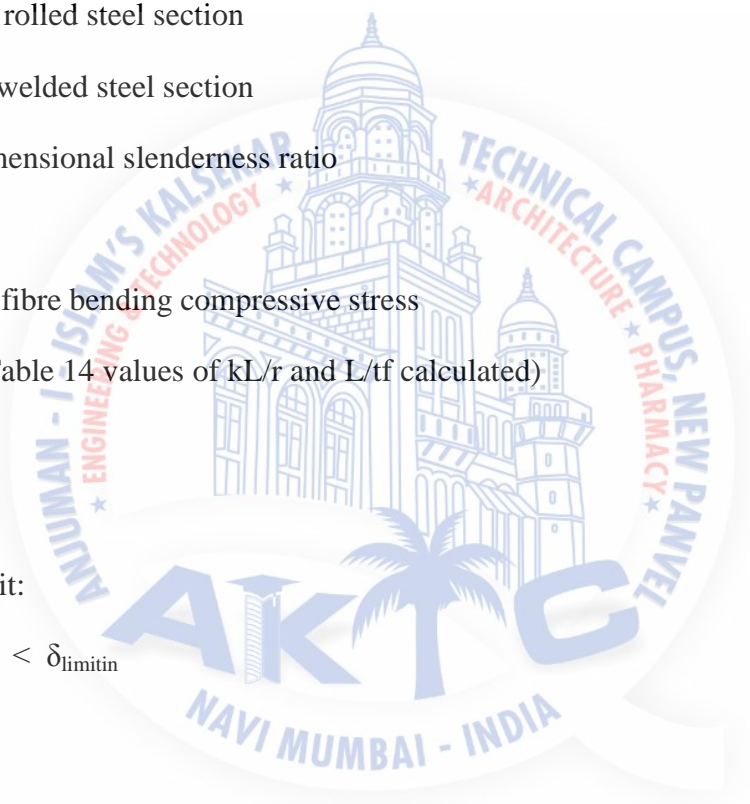 rolled steel section
welded steel section
mensional slenderness ratio
fibre bending compressive stress
Table 14 values of kL/r and L/tf calculated)
it:
< δlimitin
ANJUMAN - I - ISLAM'S KALSEKAR TECHNICAL CAMPUS, NEW PANVEL
ENGINEERING & TECHNOLOGY * * ARCHITECTURE * PHARMACY *
AKTC
NAVI MUMBAI - INDIA